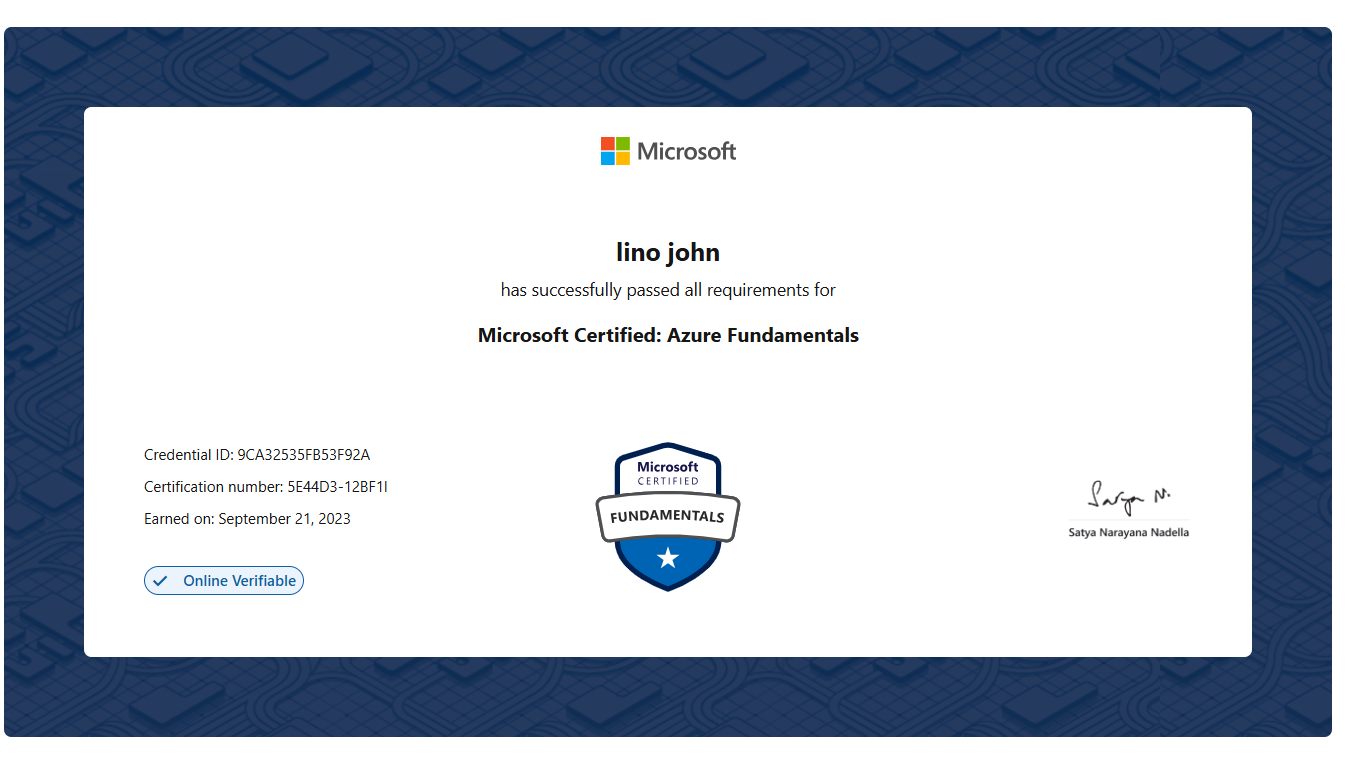 Microsoft
lino john
has successfully passed all requirements for
Microsoft Certified: Azure Fundamentals
Credential ID: 9CA32535FB53F92A
Certification number: 5E44D3-12BF1I
Earned on: September 21, 2023
Online Verifiable
Microsoft
CERTIFIED
FUNDAMENTALS
Satya N.
Satya Narayana Nadella